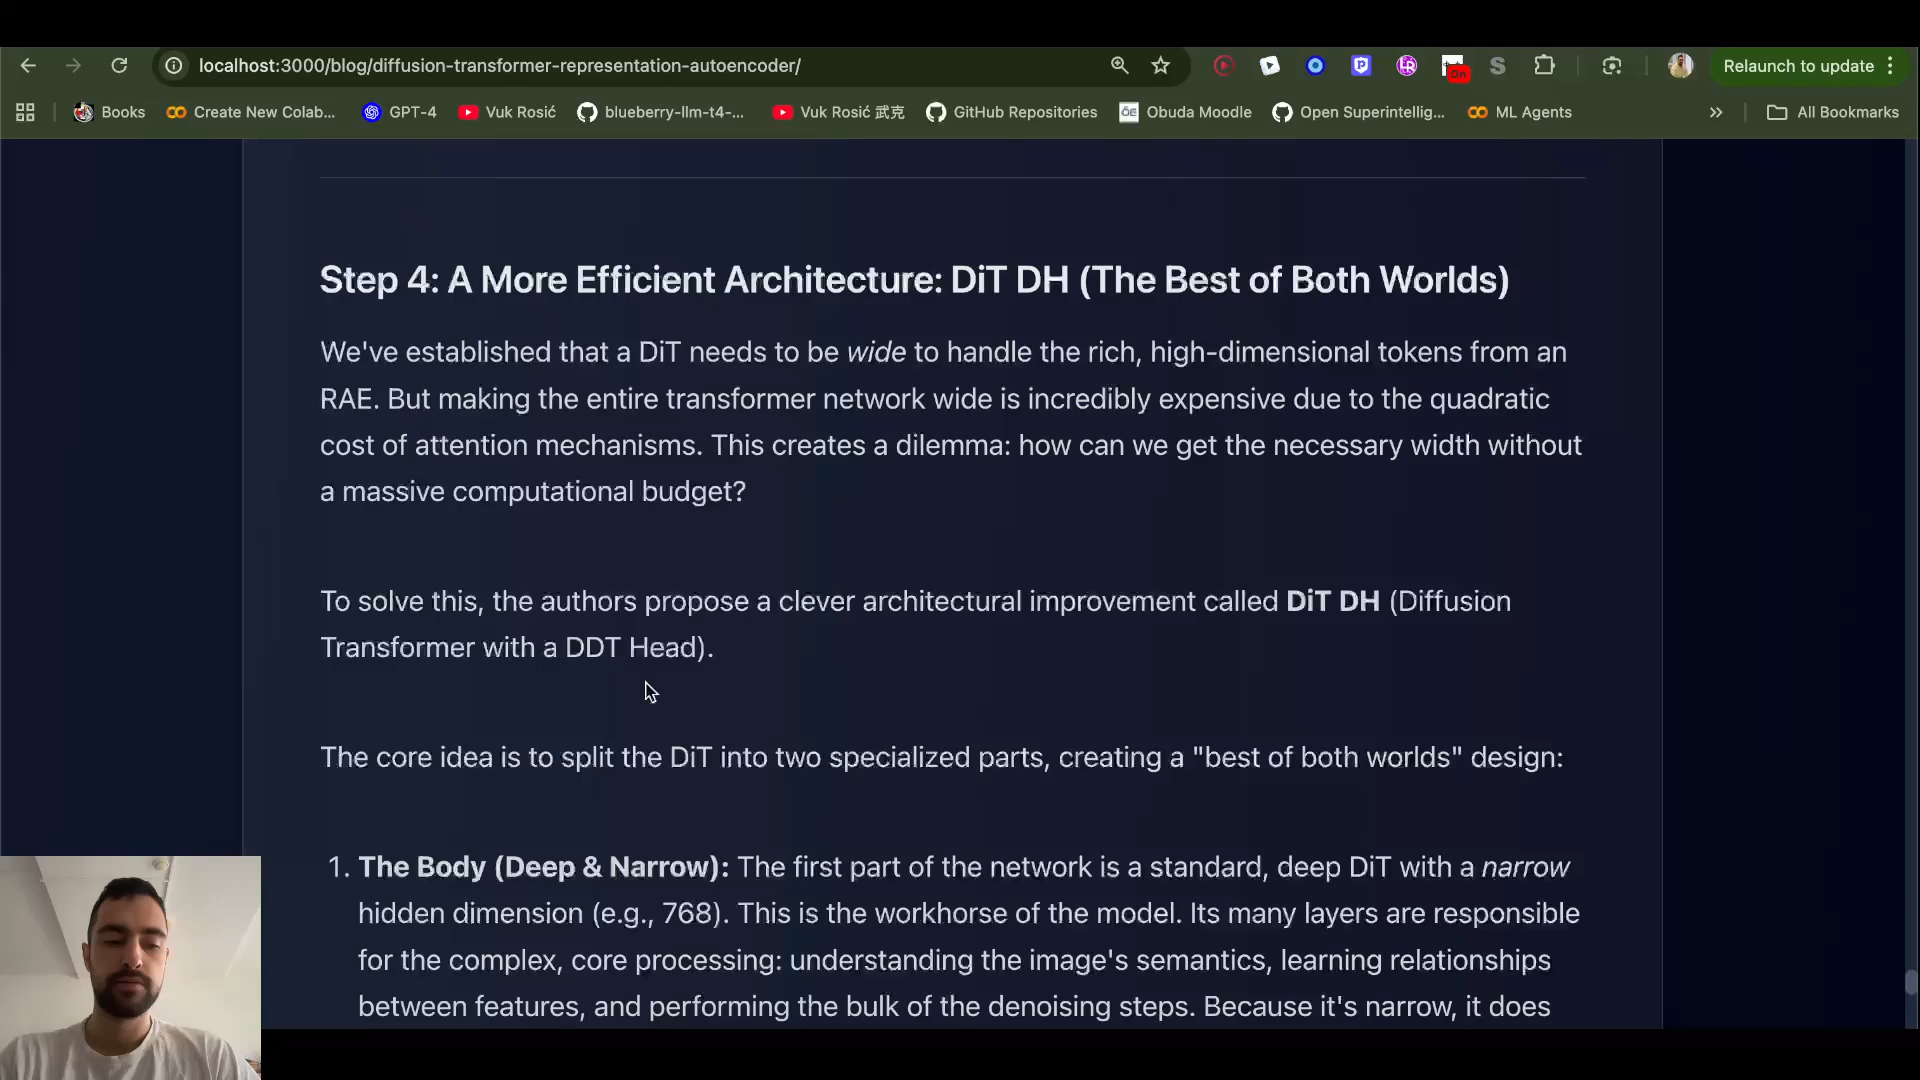 localhost:3000/blog/diffusion-transformer-representation-autoencoder/
On
S
Relaunch to update
Books
Create New Colab...
GPT-4
Vuk Rosić
blueberry-llm-t4-...
Vuk Rosić 武克
GitHub Repositories
Obuda Moodle
Open Superintellig...
ML Agents
All Bookmarks
Step 4: A More Efficient Architecture: DiT DH (The Best of Both Worlds)
We've established that a DiT needs to be wide to handle the rich, high-dimensional tokens from an
RAE. But making the entire transformer network wide is incredibly expensive due to the quadratic
cost of attention mechanisms. This creates a dilemma: how can we get the necessary width without
a massive computational budget?
To solve this, the authors propose a clever architectural improvement called DiT DH (Diffusion
Transformer with a DDT Head).
The core idea is to split the DiT into two specialized parts, creating a "best of both worlds" design:
1. The Body (Deep & Narrow): The first part of the network is a standard, deep DiT with a narrow
hidden dimension (e.g., 768). This is the workhorse of the model. Its many layers are responsible
for the complex, core processing: understanding the image's semantics, learning relationships
between features, and performing the bulk of the denoising steps. Because it's narrow, it does